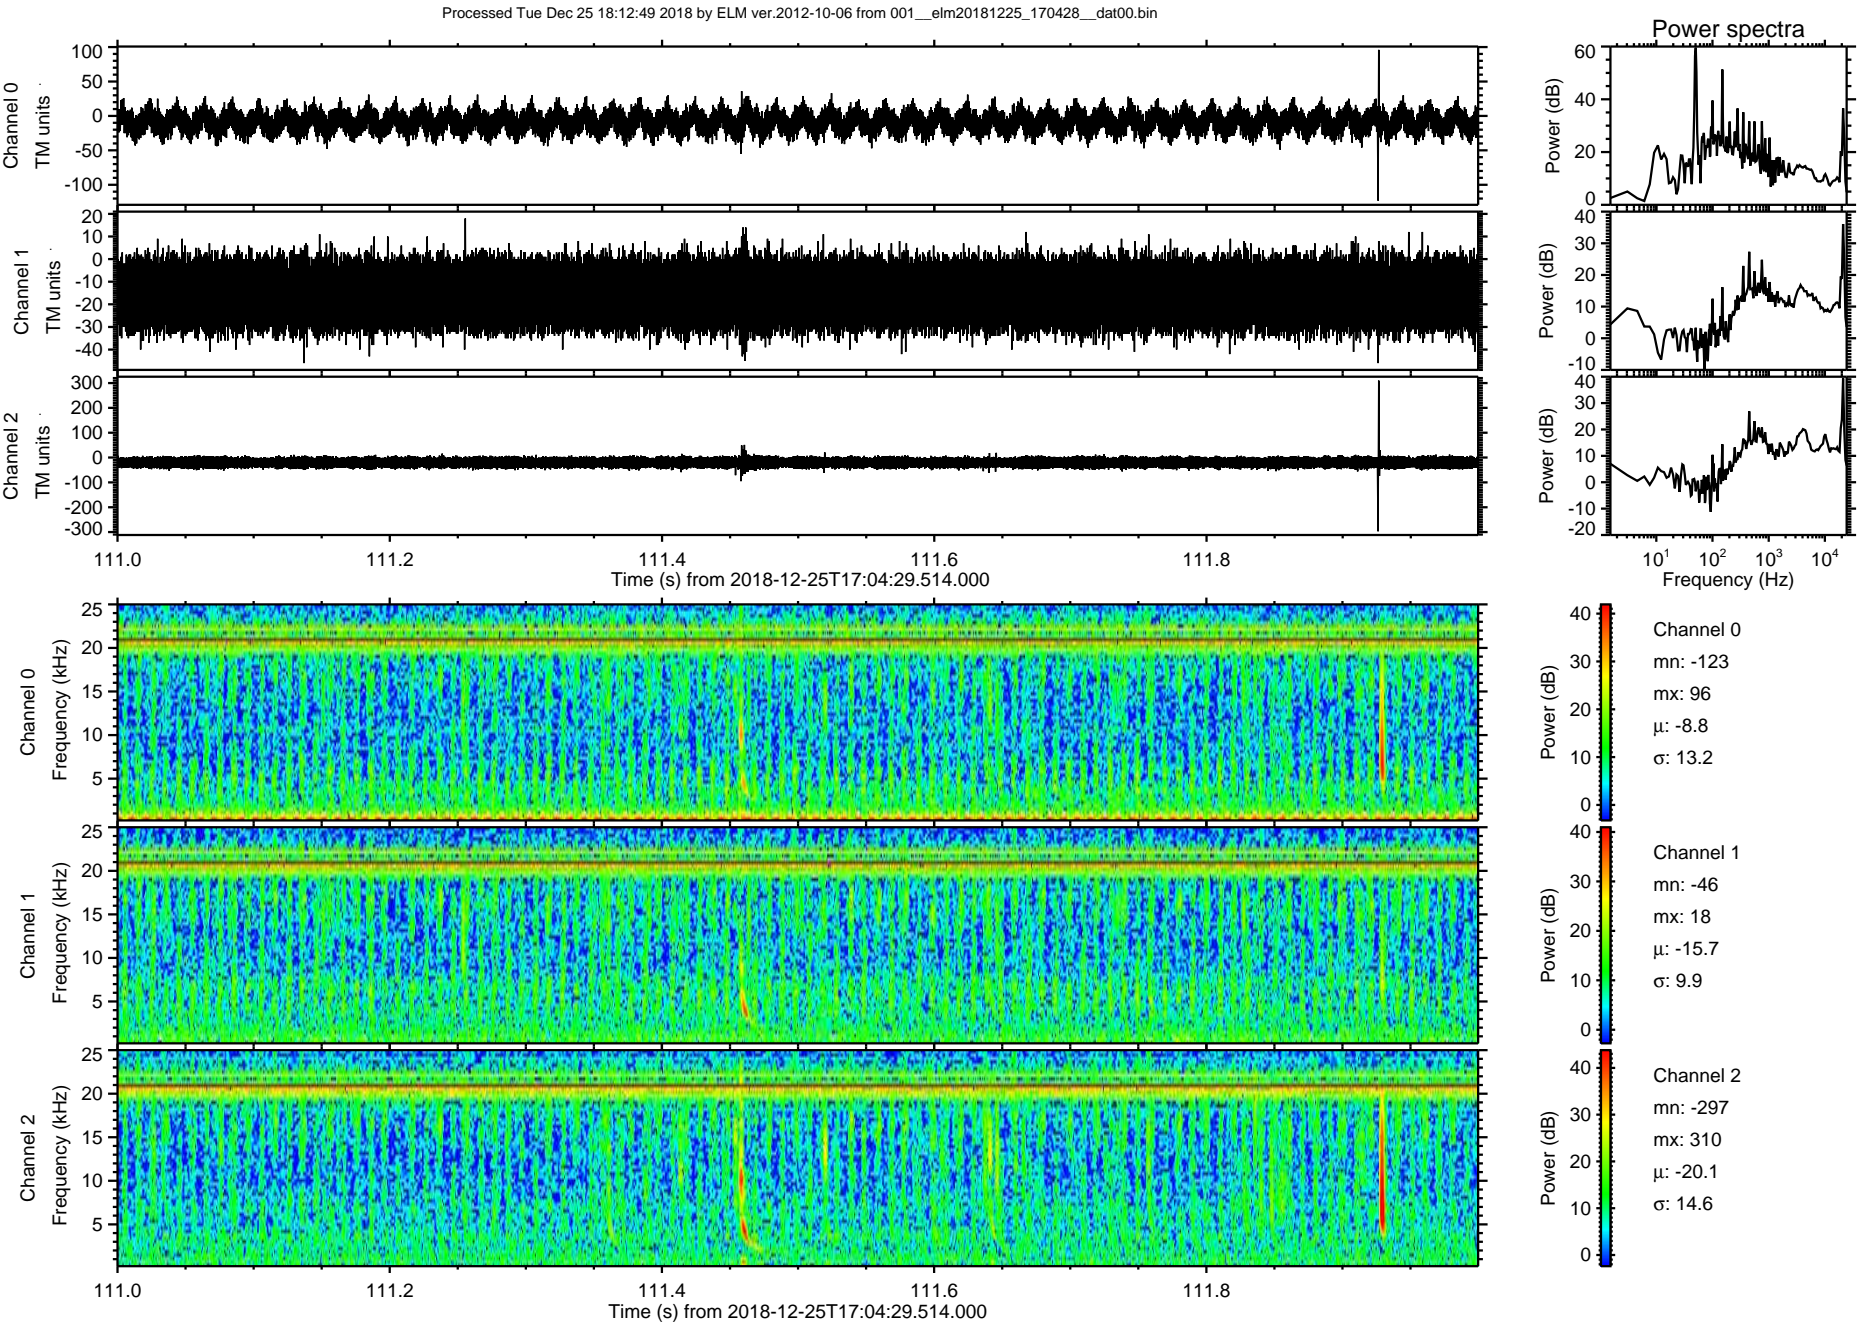 Processed Tue Dec 25 18:12:49 2018 by ELM ver.2012-10-06 from 001__elm20181225_170428__dat00.bin
Power spectra
Channel 0
TM units
100
50
0
-50
-100
Power (dB)
60
40
20
0
Channel 1
TM units
20
10
0
-10
-20
-30
-40
Power (dB)
40
30
20
10
0
-10
Channel 2
TM units
300
200
100
0
-100
-200
-300
Power (dB)
40
30
20
10
0
-10
-20
111.0 111.2 111.4 111.6 111.8
Time (s) from 2018-12-25T17:04:29.514.000
10¹ 10² 10³ 10⁴
Frequency (Hz)
Channel 0
Frequency (kHz)
25
20
15
10
5
Power (dB)
40
30
20
10
0
Channel 0
mn: -123
mx: 96
μ: -8.8
σ: 13.2
Channel 1
Frequency (kHz)
25
20
15
10
5
Power (dB)
40
30
20
10
0
Channel 1
mn: -46
mx: 18
μ: -15.7
σ: 9.9
Channel 2
Frequency (kHz)
25
20
15
10
5
Power (dB)
40
30
20
10
0
Channel 2
mn: -297
mx: 310
μ: -20.1
σ: 14.6
111.0 111.2 111.4 111.6 111.8
Time (s) from 2018-12-25T17:04:29.514.000